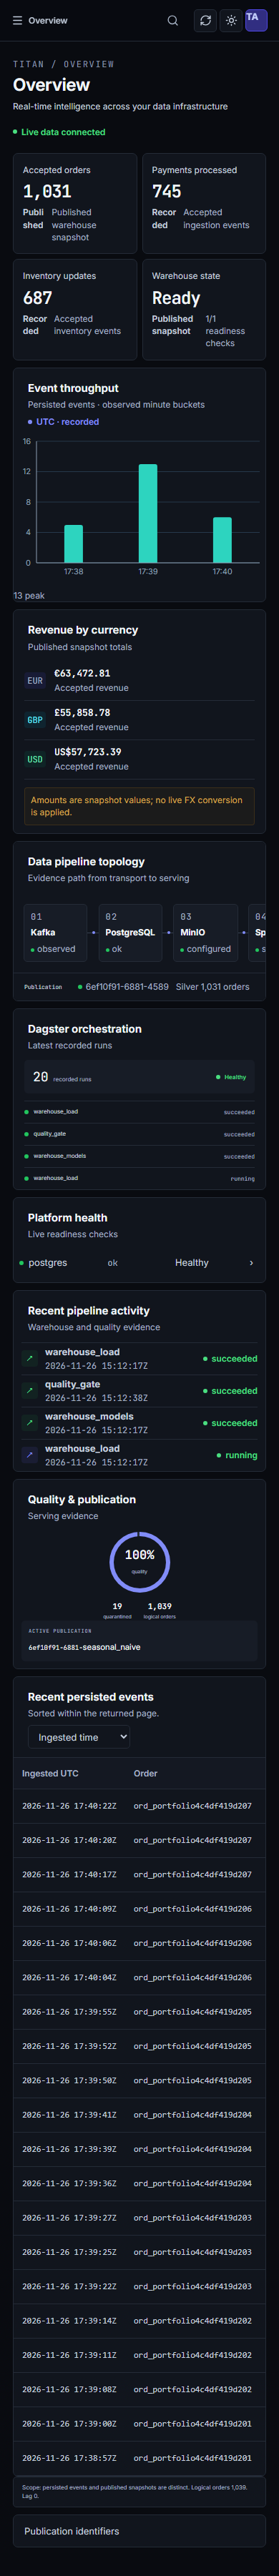 Overview
TA
TITAN / OVERVIEW
Overview
Real-time intelligence across your data infrastructure
Live data connected
Accepted orders
1,031
Publi
shed
Published
warehouse
snapshot
Payments processed
745
Recor
ded
Accepted
ingestion events
Inventory updates
687
Recor
ded
Accepted
inventory events
Warehouse state
Ready
Published
snapshot
1/1
readiness
checks
Event throughput
Persisted events · observed minute buckets
UTC · recorded
16
12
8
4
0
17:38
17:39
17:40
13 peak
Revenue by currency
Published snapshot totals
EUR
€63,472.81
Accepted revenue
GBP
£55,858.78
Accepted revenue
USD
US$57,723.39
Accepted revenue
Amounts are snapshot values; no live FX conversion
is applied.
Data pipeline topology
Evidence path from transport to serving
01
Kafka
observed
02
PostgreSQL
ok
03
MinIO
configured
04
Sp
s
Publication
6ef10f91-6881-4589
Silver 1,031 orders
Dagster orchestration
Latest recorded runs
20 recorded runs
Healthy
warehouse_load succeeded
quality_gate succeeded
warehouse_models succeeded
warehouse_load running
Platform health
Live readiness checks
postgres ok Healthy ›
Recent pipeline activity
Warehouse and quality evidence
↗ warehouse_load
2026-11-26 15:12:17Z
succeeded
↗ quality_gate
2026-11-26 15:12:38Z
succeeded
↗ warehouse_models
2026-11-26 15:12:17Z
succeeded
↗ warehouse_load
2026-11-26 15:12:17Z
running
Quality & publication
Serving evidence
100%
quality
19
quarantined
1,039
logical orders
ACTIVE PUBLICATION
6ef10f91-6881-seasonal_naive
Recent persisted events
Sorted within the returned page.
Ingested time
Ingested UTC Order
2026-11-26 17:40:22Z ord_portfolio4c4df419d207
2026-11-26 17:40:20Z ord_portfolio4c4df419d207
2026-11-26 17:40:17Z ord_portfolio4c4df419d207
2026-11-26 17:40:09Z ord_portfolio4c4df419d206
2026-11-26 17:40:06Z ord_portfolio4c4df419d206
2026-11-26 17:40:04Z ord_portfolio4c4df419d206
2026-11-26 17:39:55Z ord_portfolio4c4df419d205
2026-11-26 17:39:52Z ord_portfolio4c4df419d205
2026-11-26 17:39:50Z ord_portfolio4c4df419d205
2026-11-26 17:39:41Z ord_portfolio4c4df419d204
2026-11-26 17:39:39Z ord_portfolio4c4df419d204
2026-11-26 17:39:36Z ord_portfolio4c4df419d204
2026-11-26 17:39:27Z ord_portfolio4c4df419d203
2026-11-26 17:39:25Z ord_portfolio4c4df419d203
2026-11-26 17:39:22Z ord_portfolio4c4df419d203
2026-11-26 17:39:14Z ord_portfolio4c4df419d202
2026-11-26 17:39:11Z ord_portfolio4c4df419d202
2026-11-26 17:39:08Z ord_portfolio4c4df419d202
2026-11-26 17:39:00Z ord_portfolio4c4df419d201
2026-11-26 17:38:57Z ord_portfolio4c4df419d201
Scope: persisted events and published snapshots are distinct. Logical orders 1,039.
Lag 0.
Publication identifiers